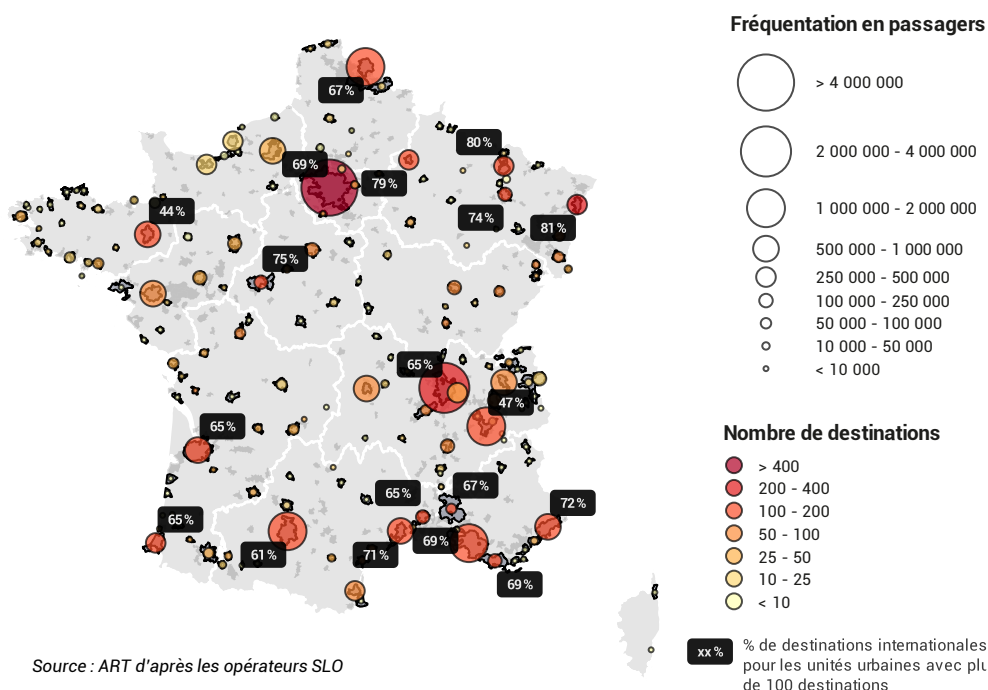 Fréquentation en passagers
> 4 000 000
2 000 000 - 4 000 000
1 000 000 - 2 000 000
500 000 - 1 000 000
250 000 - 500 000
100 000 - 250 000
50 000 - 100 000
10 000 - 50 000
< 10 000
Nombre de destinations
> 400
200 - 400
100 - 200
50 - 100
25 - 50
10 - 25
< 10
xx %
% de destinations internationales
pour les unités urbaines avec plu
de 100 destinations
67 %
80 %
69 %
79 %
44 %
74 %
81 %
75 %
65 %
47 %
65 %
67 %
65 %
72 %
65 %
69 %
61 %
71 %
69 %
Source : ART d'après les opérateurs SLO